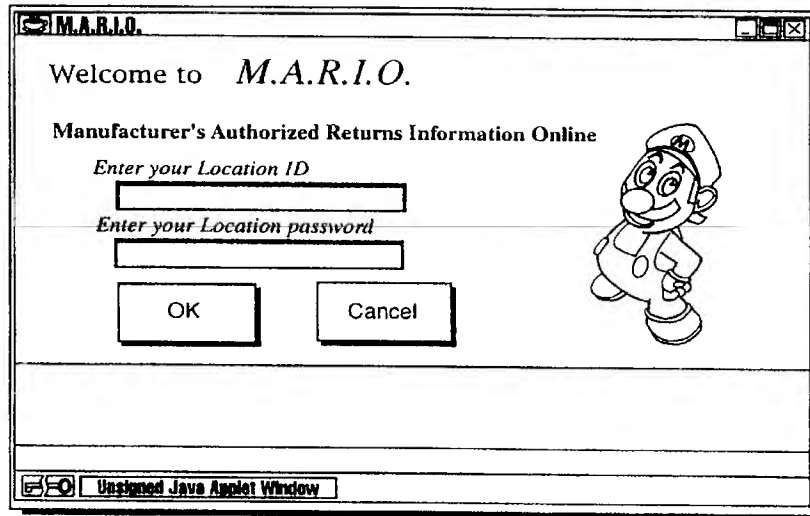 M.A.R.I.O.
Welcome to M.A.R.I.O.
Manufacturer's Authorized Returns Information Online
Enter your Location ID
Enter your Location password
OK Cancel
M
Unsigned Java Applet Window